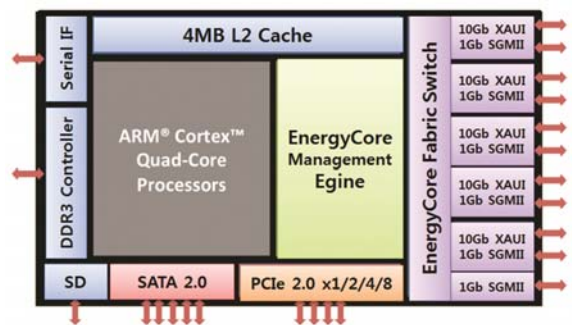 Serial IF
4MB L2 Cache
DDR3 Controller
ARM® Cortex™
Quad-Core
Processors
EnergyCore
Management
Egine
EnergyCore Fabric Switch
10Gb XAUI
1Gb SGMII
10Gb XAUI
1Gb SGMII
10Gb XAUI
1Gb SGMII
10Gb XAUI
1Gb SGMII
10Gb XAUI
1Gb SGMII
1Gb SGMII
SD
SATA 2.0
PCIe 2.0 x1/2/4/8